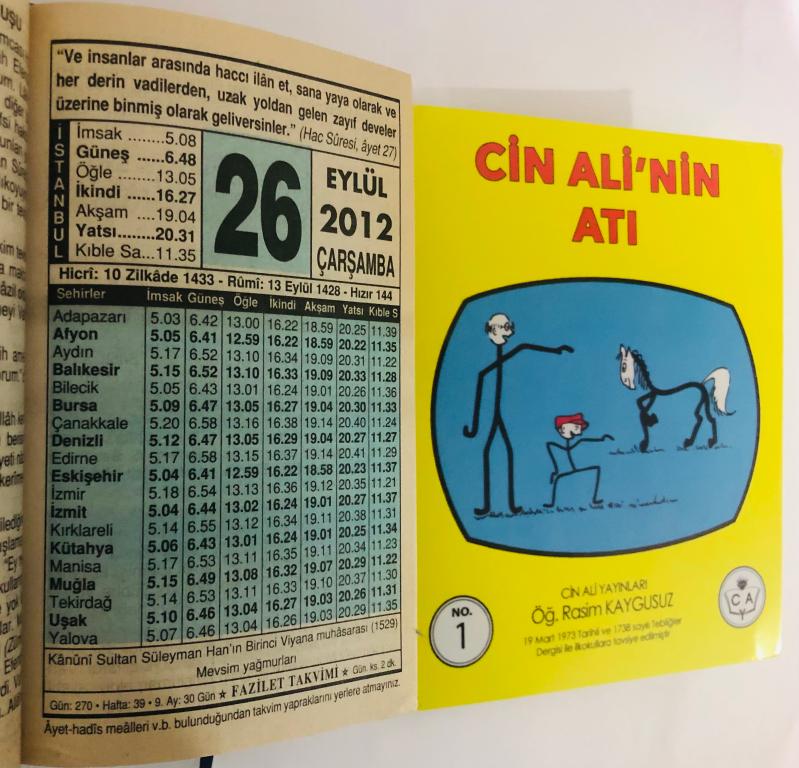 "Ve insanlar arasında haccı ilân et, sana yaya olarak ve
her derin vadilerden, uzak yoldan gelen zayıf develer
üzerine binmiş olarak geliversinler." (Hac Sûresi, âyet 27)
İSTANBUL
İmsak ........5.08
Güneş ......6.48
Öğle ........13.05
İkindi ......16.27
Akşam ....19.04
Yatsı........20.31
Kıble Sa...11.35
26
EYLÜL
2012
ÇARŞAMBA
Hicrî: 10 Zilkâde 1433 - Rûmî: 13 Eylül 1428 - Hızır 144
Şehirler İmsak Güneş Öğle İkindi Akşam Yatsı Kıble S
Adapazarı 5.03 6.42 13.00 16.22 18.59 20.25 11.39
Afyon 5.05 6.41 12.59 16.22 18.59 20.22 11.35
Aydın 5.17 6.52 13.10 16.34 19.09 20.31 11.22
Balıkesir 5.15 6.52 13.10 16.33 19.09 20.33 11.28
Bilecik 5.05 6.43 13.01 16.24 19.01 20.26 11.36
Bursa 5.09 6.47 13.05 16.27 19.04 20.30 11.33
Çanakkale 5.20 6.58 13.16 16.38 19.14 20.40 11.24
Denizli 5.12 6.47 13.05 16.29 19.04 20.27 11.27
Edirne 5.17 6.58 13.15 16.37 19.14 20.41 11.29
Eskişehir 5.04 6.41 12.59 16.22 18.58 20.23 11.37
İzmir 5.18 6.54 13.13 16.36 19.12 20.35 11.21
İzmit 5.04 6.44 13.02 16.24 19.01 20.27 11.37
Kırklareli 5.14 6.55 13.12 16.34 19.11 20.38 11.31
Kütahya 5.06 6.43 13.01 16.24 19.01 20.25 11.34
Manisa 5.17 6.53 13.11 16.35 19.11 20.34 11.23
Muğla 5.15 6.49 13.08 16.32 19.07 20.29 11.22
Tekirdağ 5.14 6.53 13.11 16.33 19.10 20.37 11.30
Uşak 5.10 6.46 13.04 16.27 19.03 20.26 11.31
Yalova 5.07 6.46 13.04 16.26 19.03 20.29 11.35
Kânûnî Sultan Süleyman Han'ın Birinci Viyana muhâsarası (1529)
Mevsim yağmurları
Gün: 270 • Hafta: 39 • 9. Ay: 30 Gün ★ FAZİLET TAKVİMİ ★ Gün. ks. 2 dk.
Âyet-hadîs meâlleri v.b. bulunduğundan takvim yapraklarını yerlere atmayınız.
CİN ALİ'NİN
ATI
CİN ALİ YAYINLARI
Öğ. Rasim KAYGUSUZ
19 Mart 1973 Tarihli ve 1738 sayılı Tebliğler
Dergisi ile ilkokullara tavsiye edilmiştir
NO.
1
C A